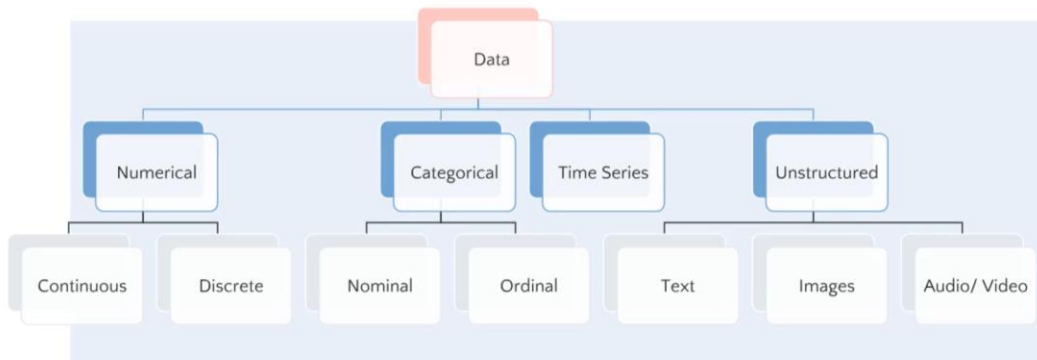 Data
Numerical
Categorical
Time Series
Unstructured
Continuous
Discrete
Nominal
Ordinal
Text
Images
Audio/ Video